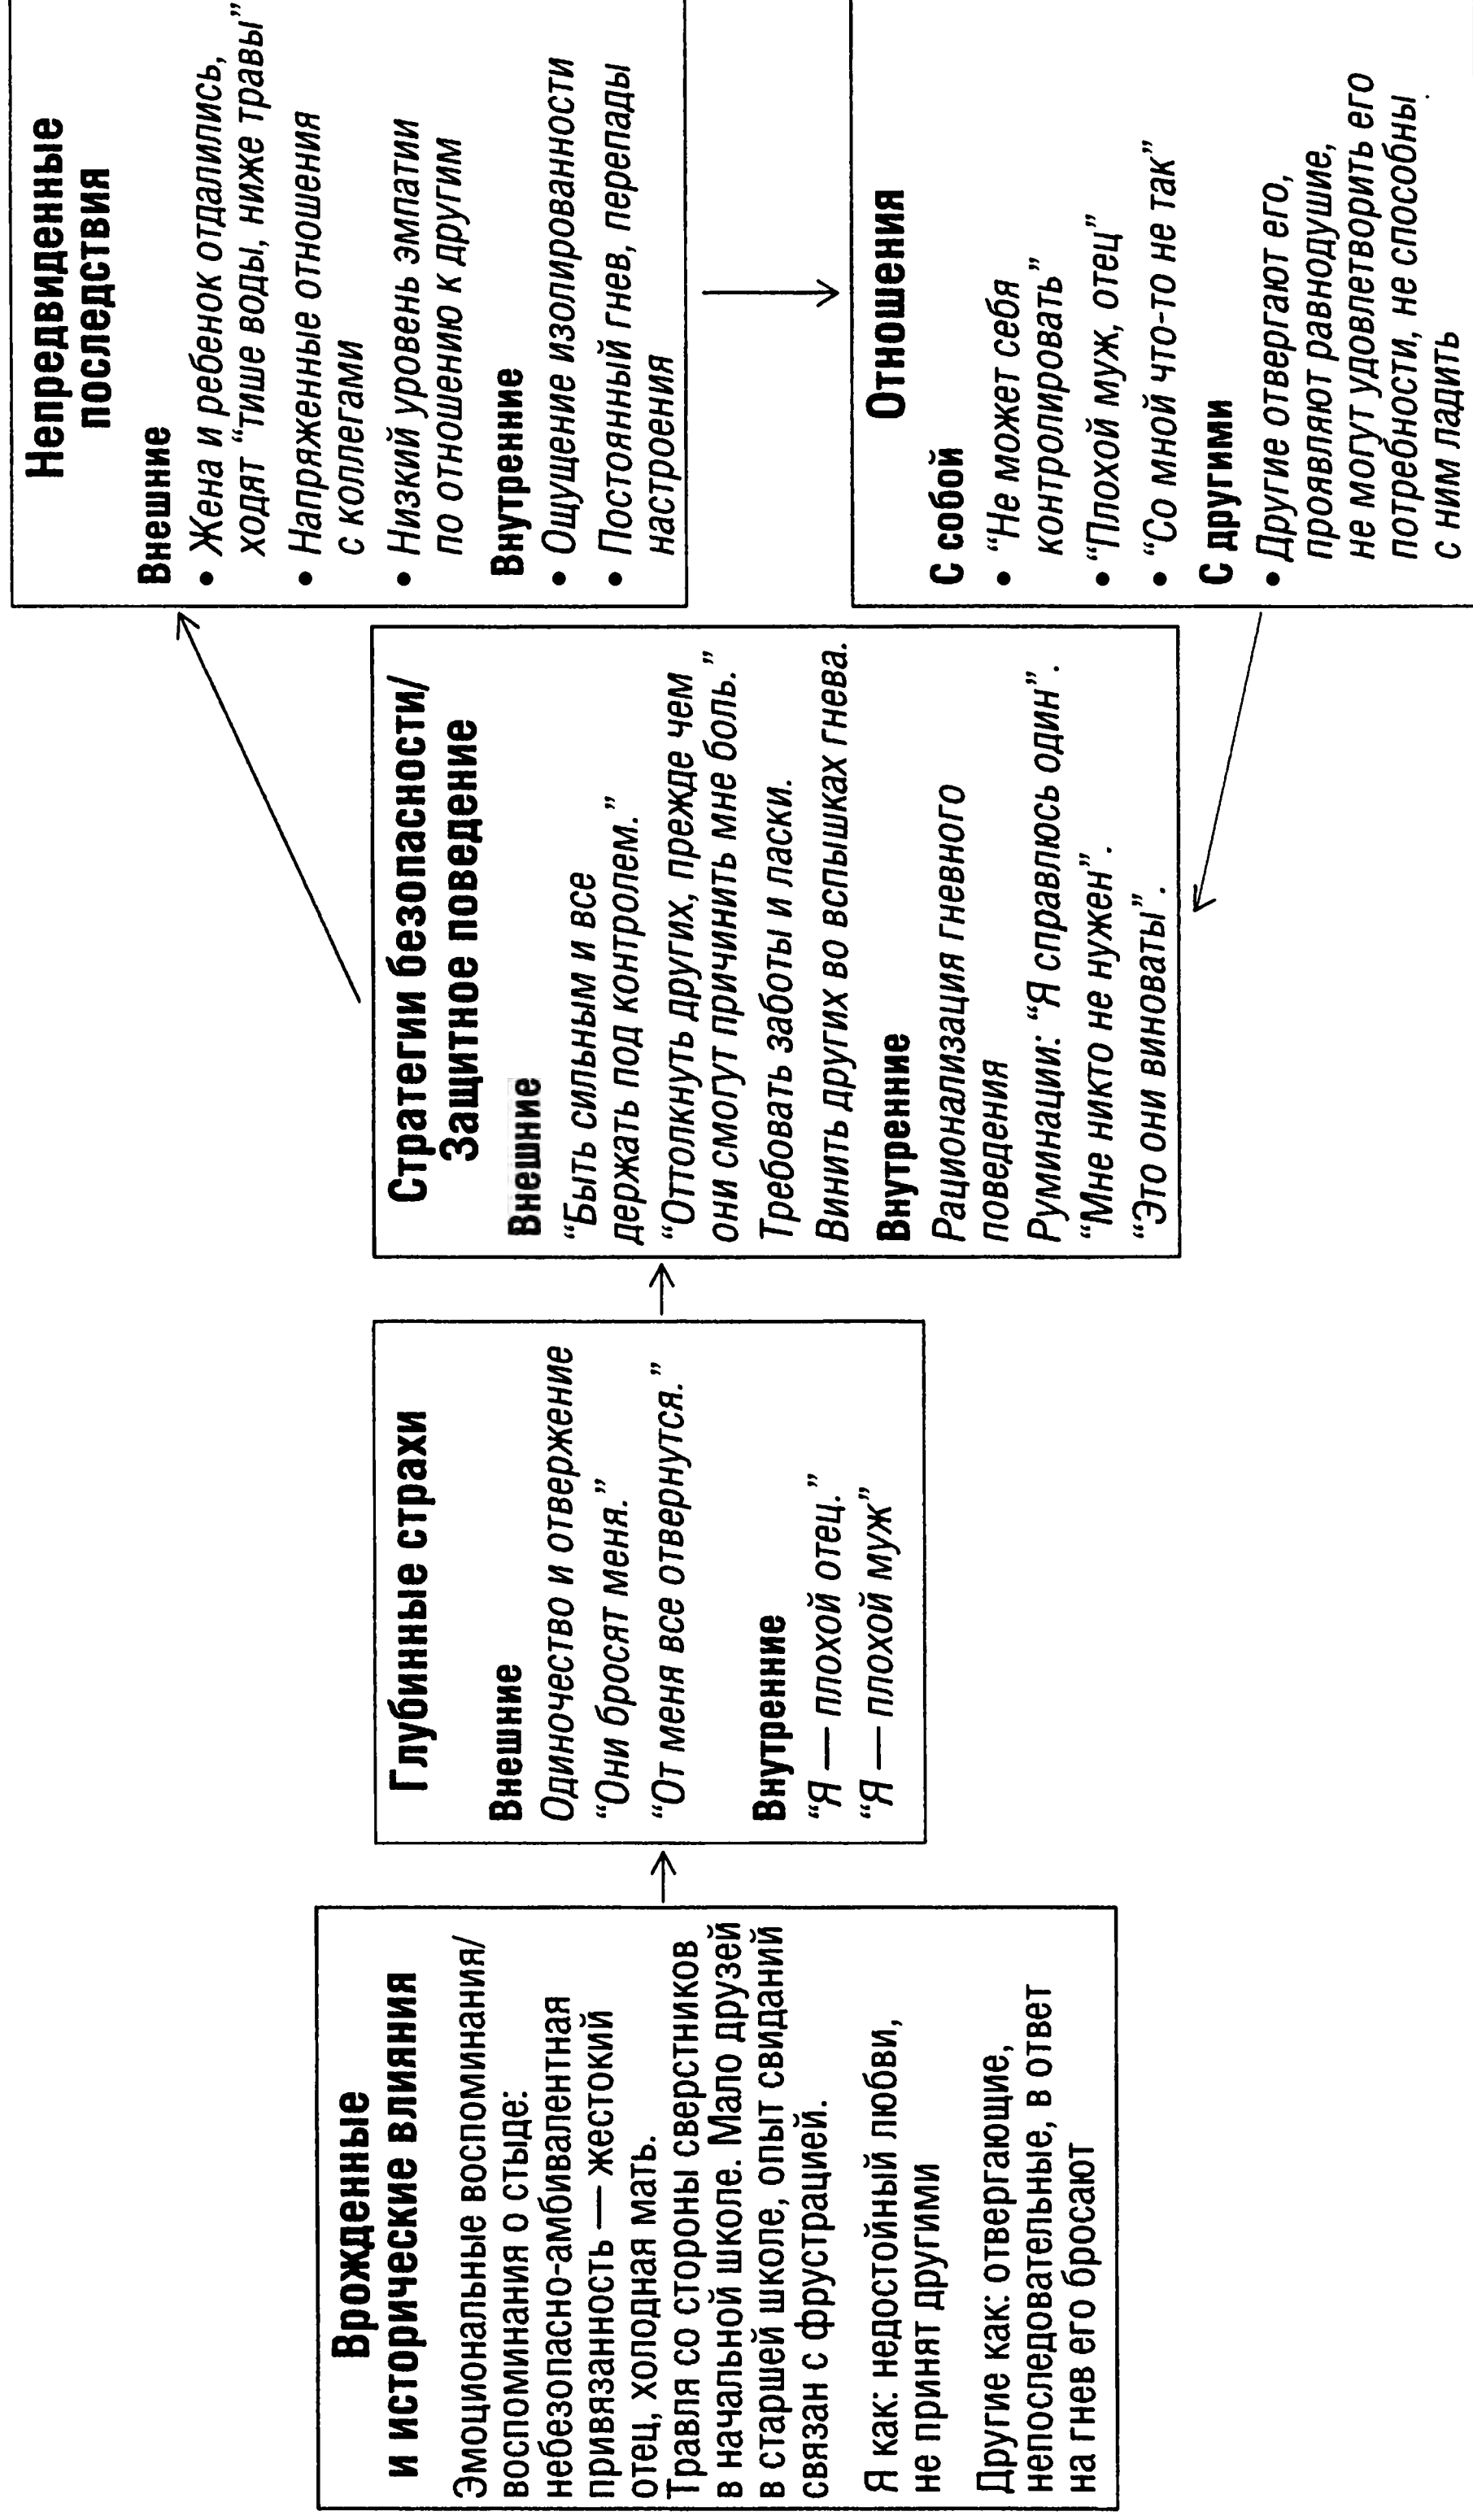 Врожденные
и исторические влияния
Эмоциональные воспоминания/
воспоминания о стыде:
небезопасно-амбивалентная
привязанность — жестокий
отец, холодная мать.
Травля со стороны сверстников
в начальной школе. Мало друзей
в старшей школе, опыт свиданий
связан с фрустрацией.
Я как: недостойный любви,
не принят другими
Другие как: отвергающие,
непоследовательные, в ответ
на гнев его бросают
Глубинные страхи
Внешние
Одиночество и отвержение
“Они бросят меня.”
“От меня все отвернутся.”
Внутренние
“Я — плохой отец.”
“Я — плохой муж”
Стратегии безопасности/
Защитное поведение
Внешние
“Быть сильным и все
держать под контролем.”
“Оттолкнуть других, прежде чем
они смогут причинить мне боль.”
Требовать заботы и ласки.
Винить других во вспышках гнева.
Внутренние
Рационализация гневного
поведения
Руминации: “Я справлюсь один”.
“Мне никто не нужен”.
“Это они виноваты”.
Непредвиденные
последствия
Внешние
• Жена и ребенок отдалились,
ходят “тише воды, ниже травы”
• Напряженные отношения
с коллегами
• Низкий уровень эмпатии
по отношению к другим
Внутренние
• Ощущение изолированности
• Постоянный гнев, перепады
настроения
Отношения
С собой
• “Не может себя
контролировать”
• “Плохой муж, отец”
• “Со мной что-то не так”
С другими
• Другие отвергают его,
проявляют равнодушие,
не могут удовлетворить его
потребности, не способны
с ним ладить